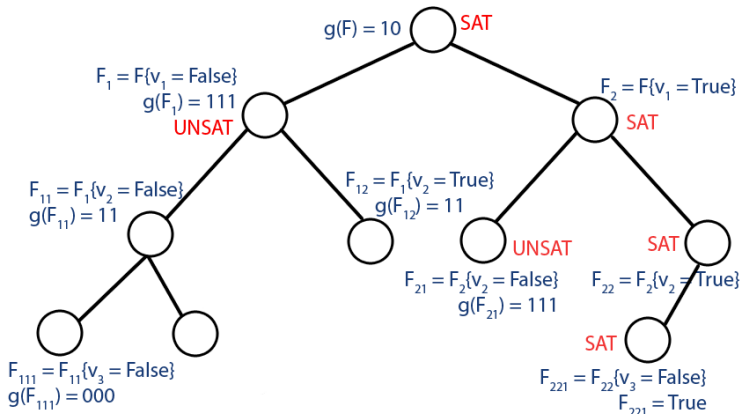 g(F) = 10
SAT
F₁ = F{v₁ = False}
g(F₁) = 111
UNSAT
F₂ = F{v₁ = True}
SAT
F₁₁ = F₁{v₂ = False}
g(F₁₁) = 11
F₁₂ = F₁{v₂ = True}
g(F₁₂) = 11
UNSAT
F₂₁ = F₂{v₂ = False}
g(F₂₁) = 111
SAT
F₂₂ = F₂{v₂ = True}
F₁₁₁ = F₁₁{v₃ = False}
g(F₁₁₁) = 000
SAT
F₂₂₁ = F₂₂{v₃ = False}
F₂₂₁ = True